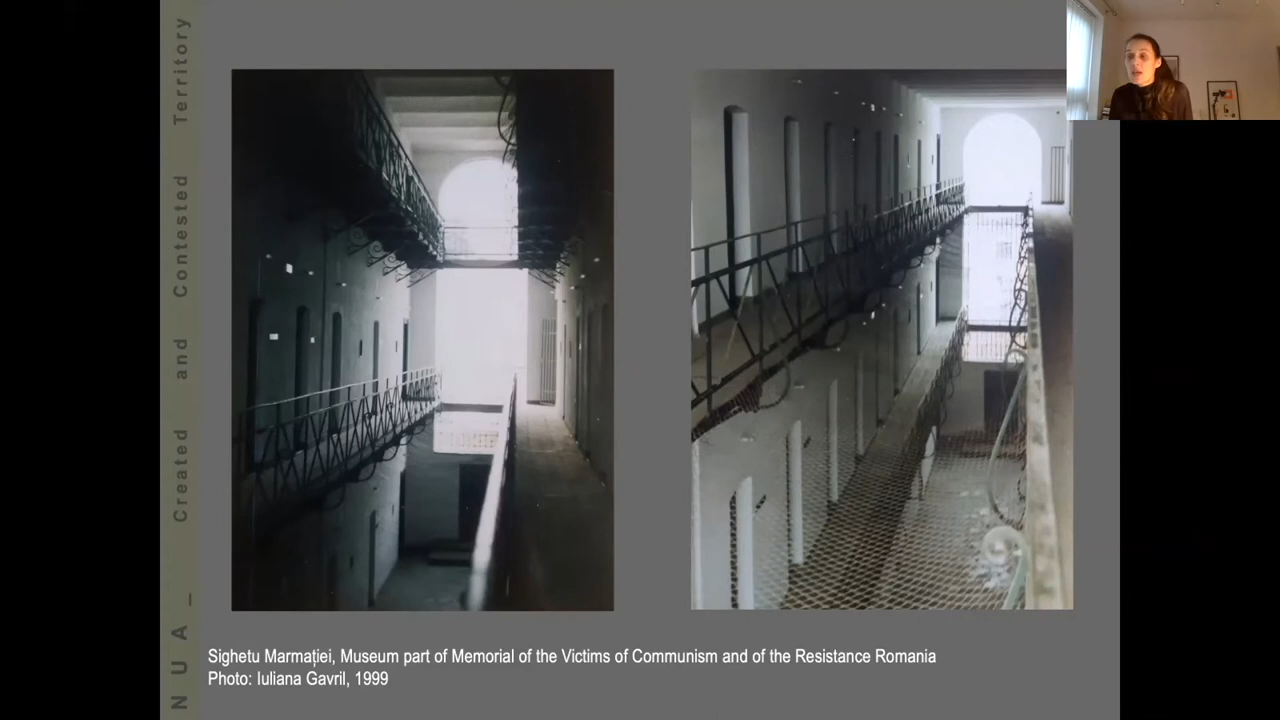 NUA_ Created and Contested Territory
Sighetu Marmației, Museum part of Memorial of the Victims of Communism and of the Resistance Romania
Photo: Iuliana Gavril, 1999